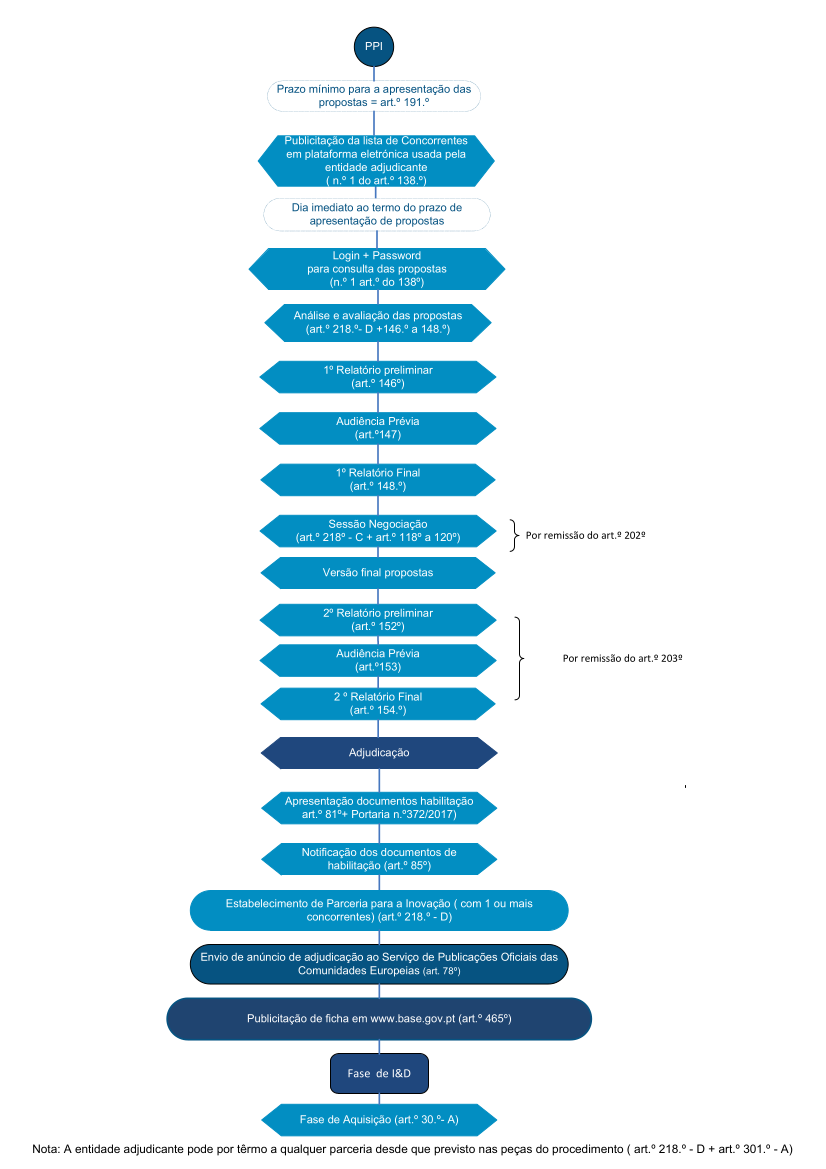 PPI
Prazo mínimo para a apresentação das
propostas = art.º 191.º
Publicitação da lista de Concorrentes
em plataforma eletrónica usada pela
entidade adjudicante
( n.º 1 do art.º 138.º)
Dia imediato ao termo do prazo de
apresentação de propostas
Login + Password
para consulta das propostas
(n.º 1 art.º do 138º)
Análise e avaliação das propostas
(art.º 218.º- D +146.º a 148.º)
1º Relatório preliminar
(art.º 146º)
Audiência Prévia
(art.º147)
1º Relatório Final
(art.º 148.º)
Sessão Negociação
(art.º 218º - C + art.º 118º a 120º)
Por remissão do art.º 202º
Versão final propostas
2º Relatório preliminar
(art.º 152º)
Audiência Prévia
(art.º153)
Por remissão do art.º 203º
2 º Relatório Final
(art.º 154.º)
Adjudicação
Apresentação documentos habilitação
art.º 81º+ Portaria n.º372/2017)
Notificação dos documentos de
habilitação (art.º 85º)
Estabelecimento de Parceria para a Inovação ( com 1 ou mais
concorrentes) (art.º 218.º - D)
Envio de anúncio de adjudicação ao Serviço de Publicações Oficiais das
Comunidades Europeias (art. 78º)
Publicitação de ficha em www.base.gov.pt (art.º 465º)
Fase de I&D
Fase de Aquisição (art.º 30.º- A)
Nota: A entidade adjudicante pode por têrmo a qualquer parceria desde que previsto nas peças do procedimento ( art.º 218.º - D + art.º 301.º - A)